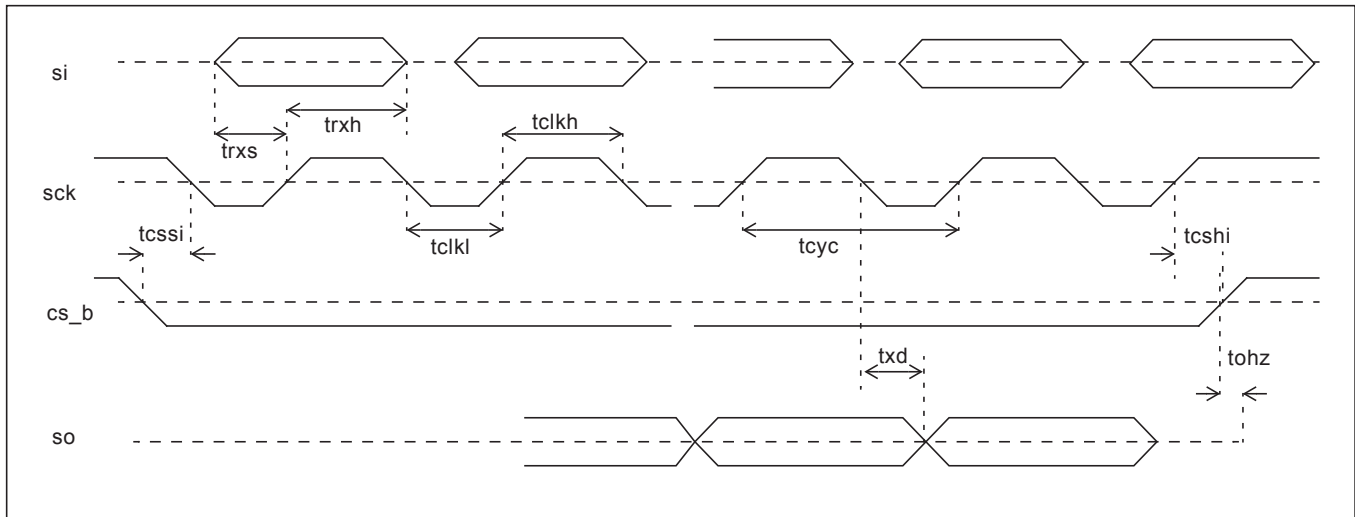 si
trxh
tclkh
trxs
sck
tcssi
tclkl
tcyc
tcshi
cs_b
txd
tohz
so